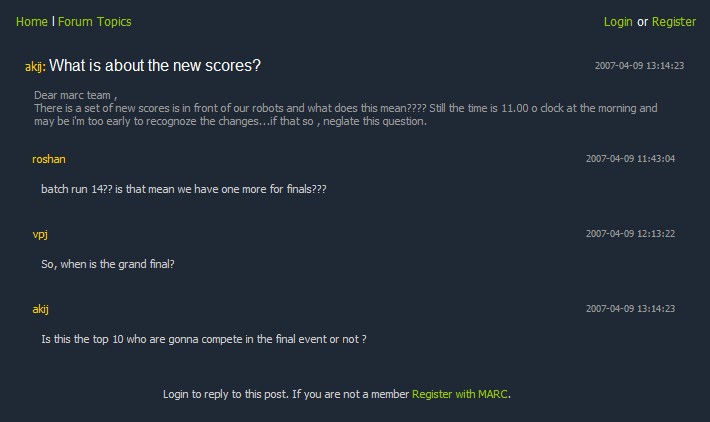 Home | Forum Topics Login or Register
akij: What is about the new scores? 2007-04-09 13:14:23
Dear marc team ,
There is a set of new scores is in front of our robots and what does this mean???? Still the time is 11.00 o clock at the morning and
may be i'm too early to recognoze the changes...if that so , neglate this question.
roshan 2007-04-09 11:43:04
batch run 14?? is that mean we have one more for finals???
vpj 2007-04-09 12:13:22
So, when is the grand final?
akij 2007-04-09 13:14:23
Is this the top 10 who are gonna compete in the final event or not ?
Login to reply to this post. If you are not a member Register with MARC.